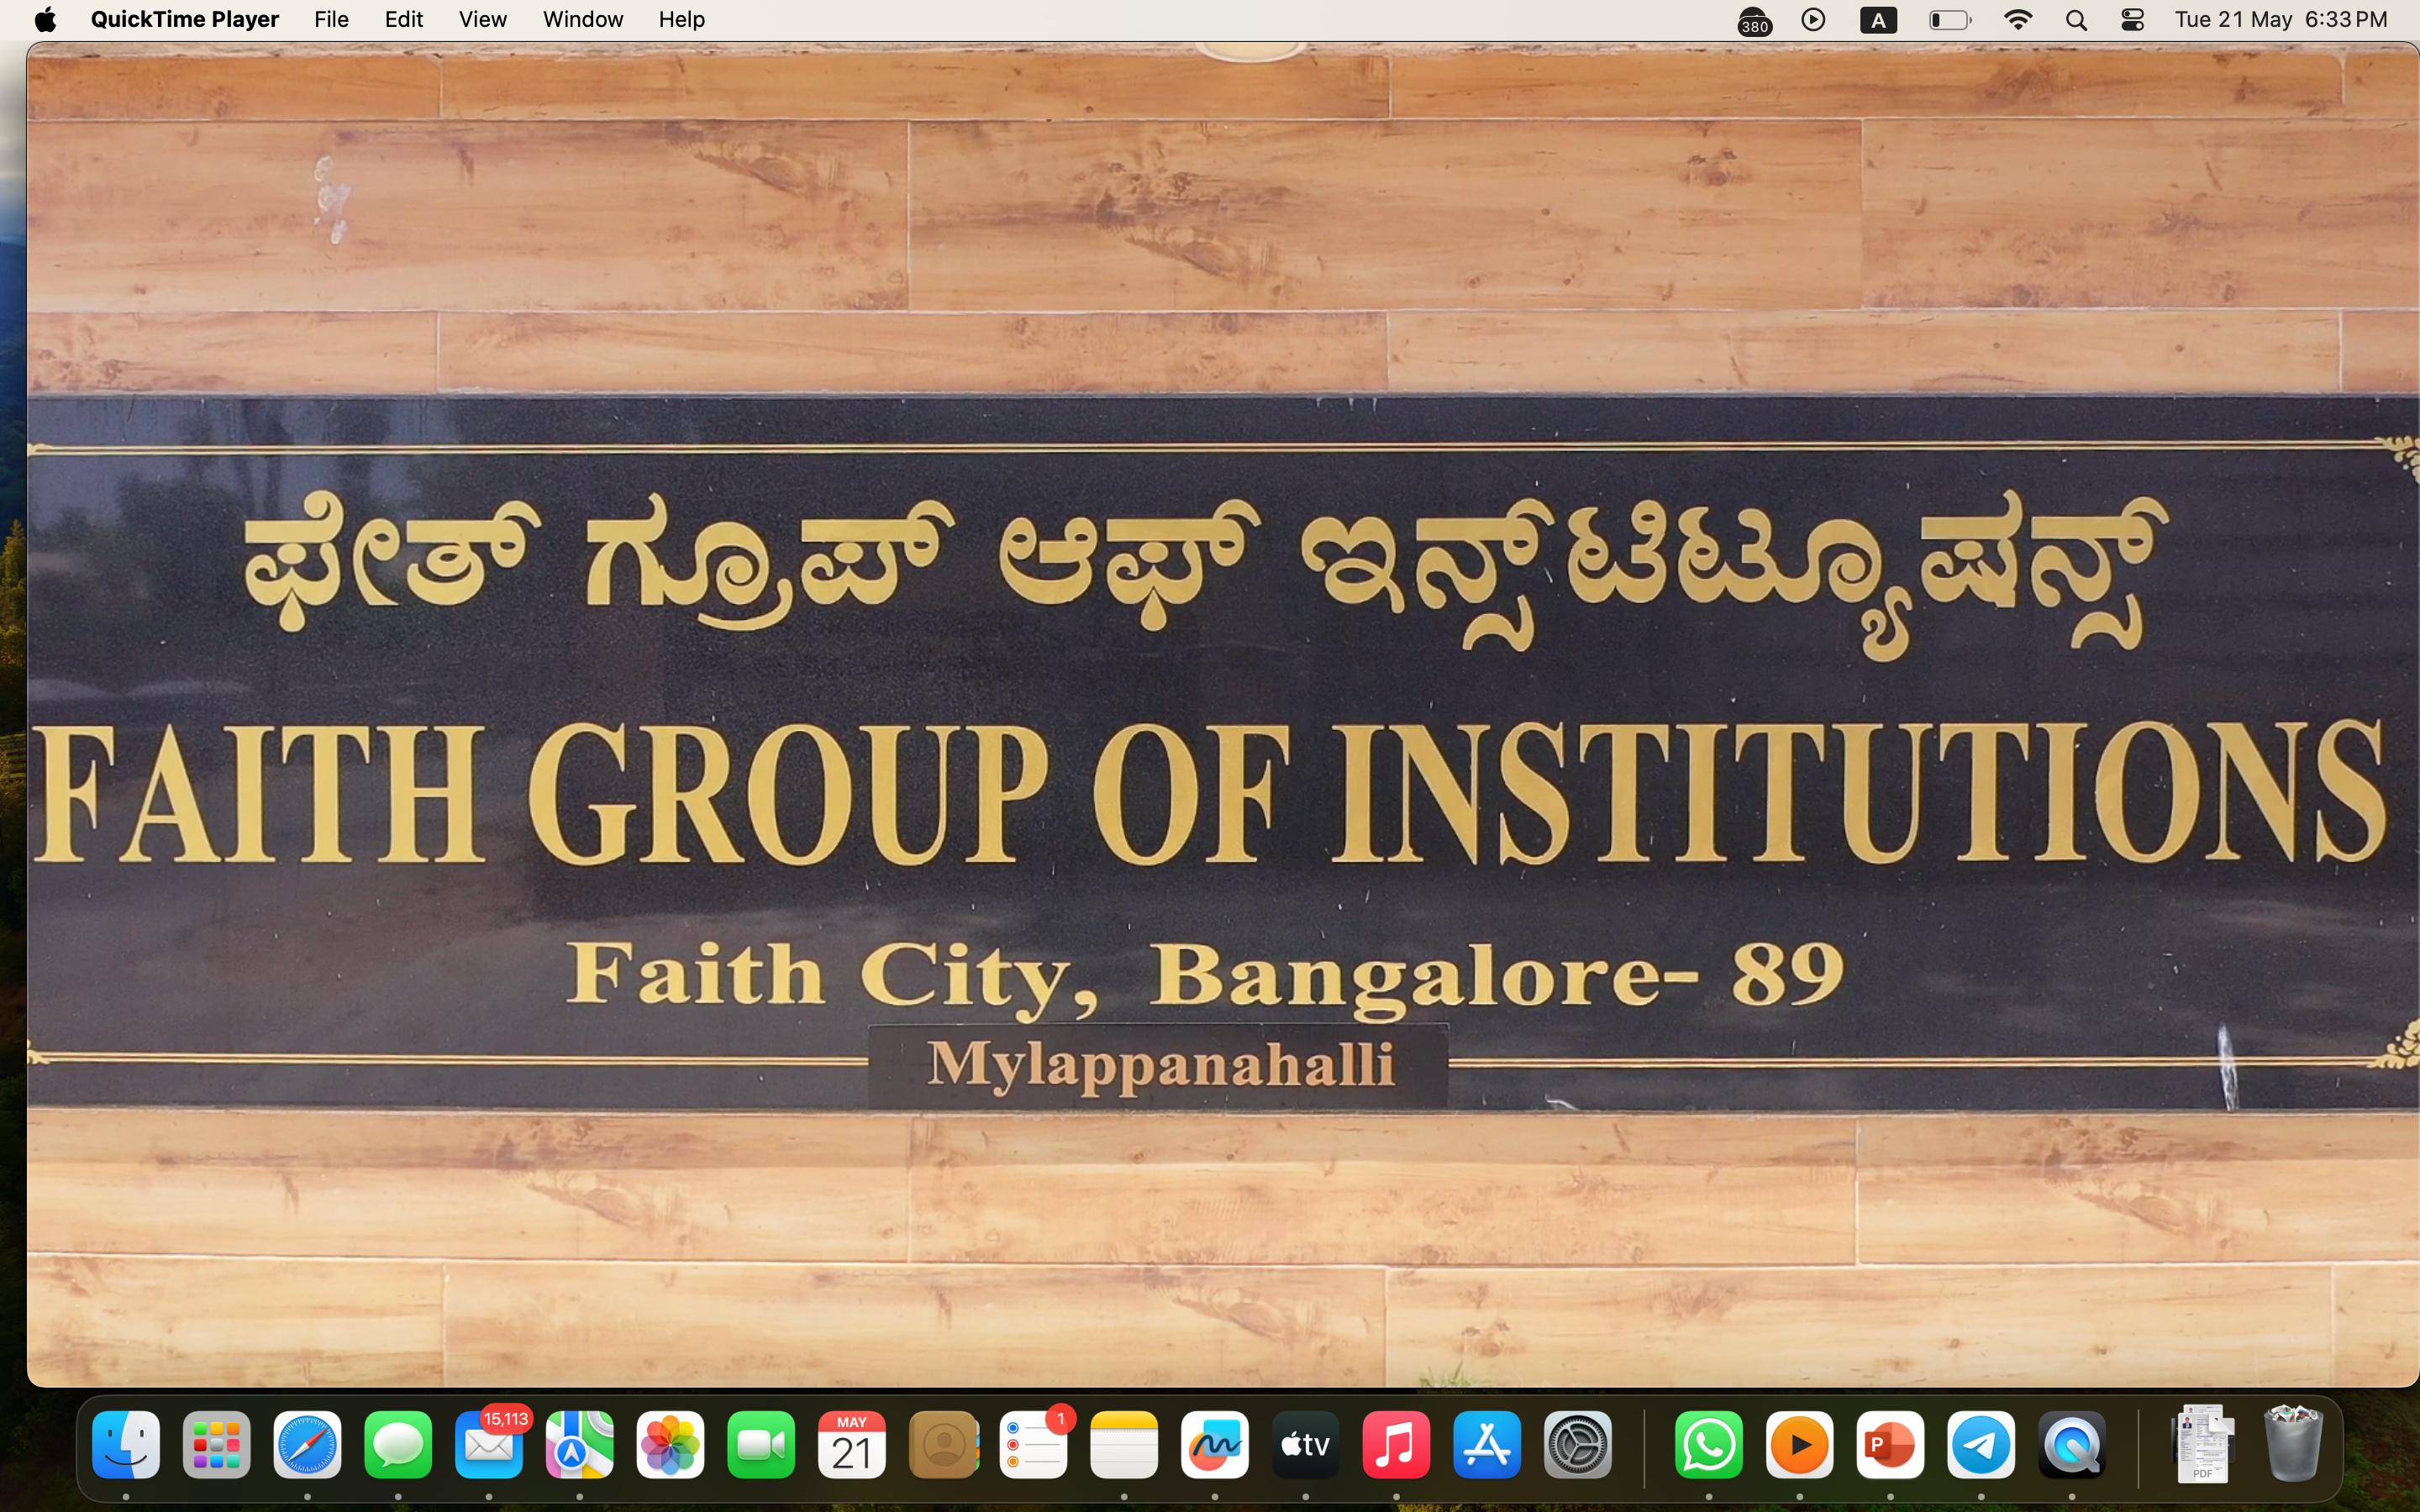 QuickTime Player File Edit View Window Help 380 A Tue 21 May 6:33 PM
ಫೇತ್ ಗ್ರೂಪ್ ಆಫ್ ಇನ್ಸ್‌ಟಿಟ್ಯೂಷನ್ಸ್
FAITH GROUP OF INSTITUTIONS
Faith City, Bangalore- 89
Mylappanahalli
15,113 MAY 21 1 tv P PDF